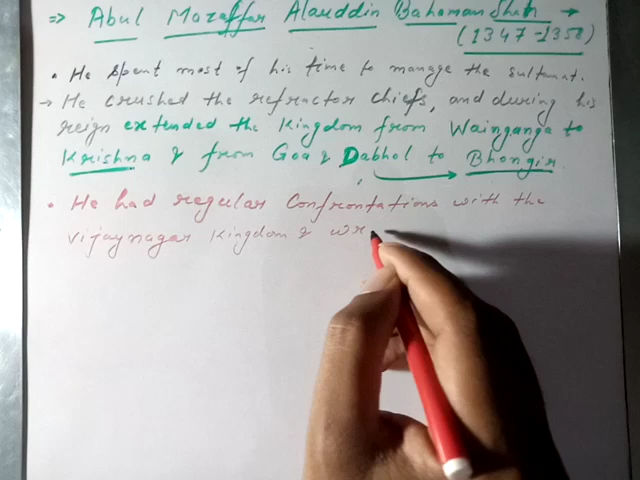 => Abul Mozaffar Alauddin Bahaman Shah →
(1347-1358)
• He spent most of his time to manage the sultanat.
→ He crushed the refractor chiefs, and during his
reign extended the Kingdom from Wainganga to
Krishna & from Goa & Dabhol to Bhongir.
• He had regular Confrontations with the
vijaynagar Kingdom & wr